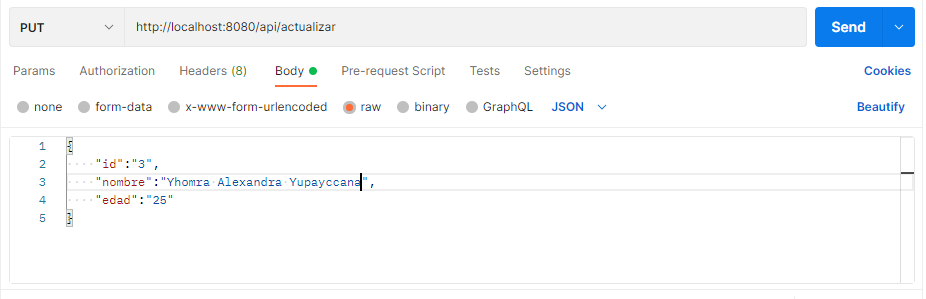 PUT http://localhost:8080/api/actualizar Send
Params Authorization Headers (8) Body Pre-request Script Tests Settings Cookies
none form-data x-www-form-urlencoded raw binary GraphQL JSON Beautify
1 {
2 "id":"3",
3 "nombre":"Yhomra Alexandra Yupayccana",
4 "edad":"25"
5 }